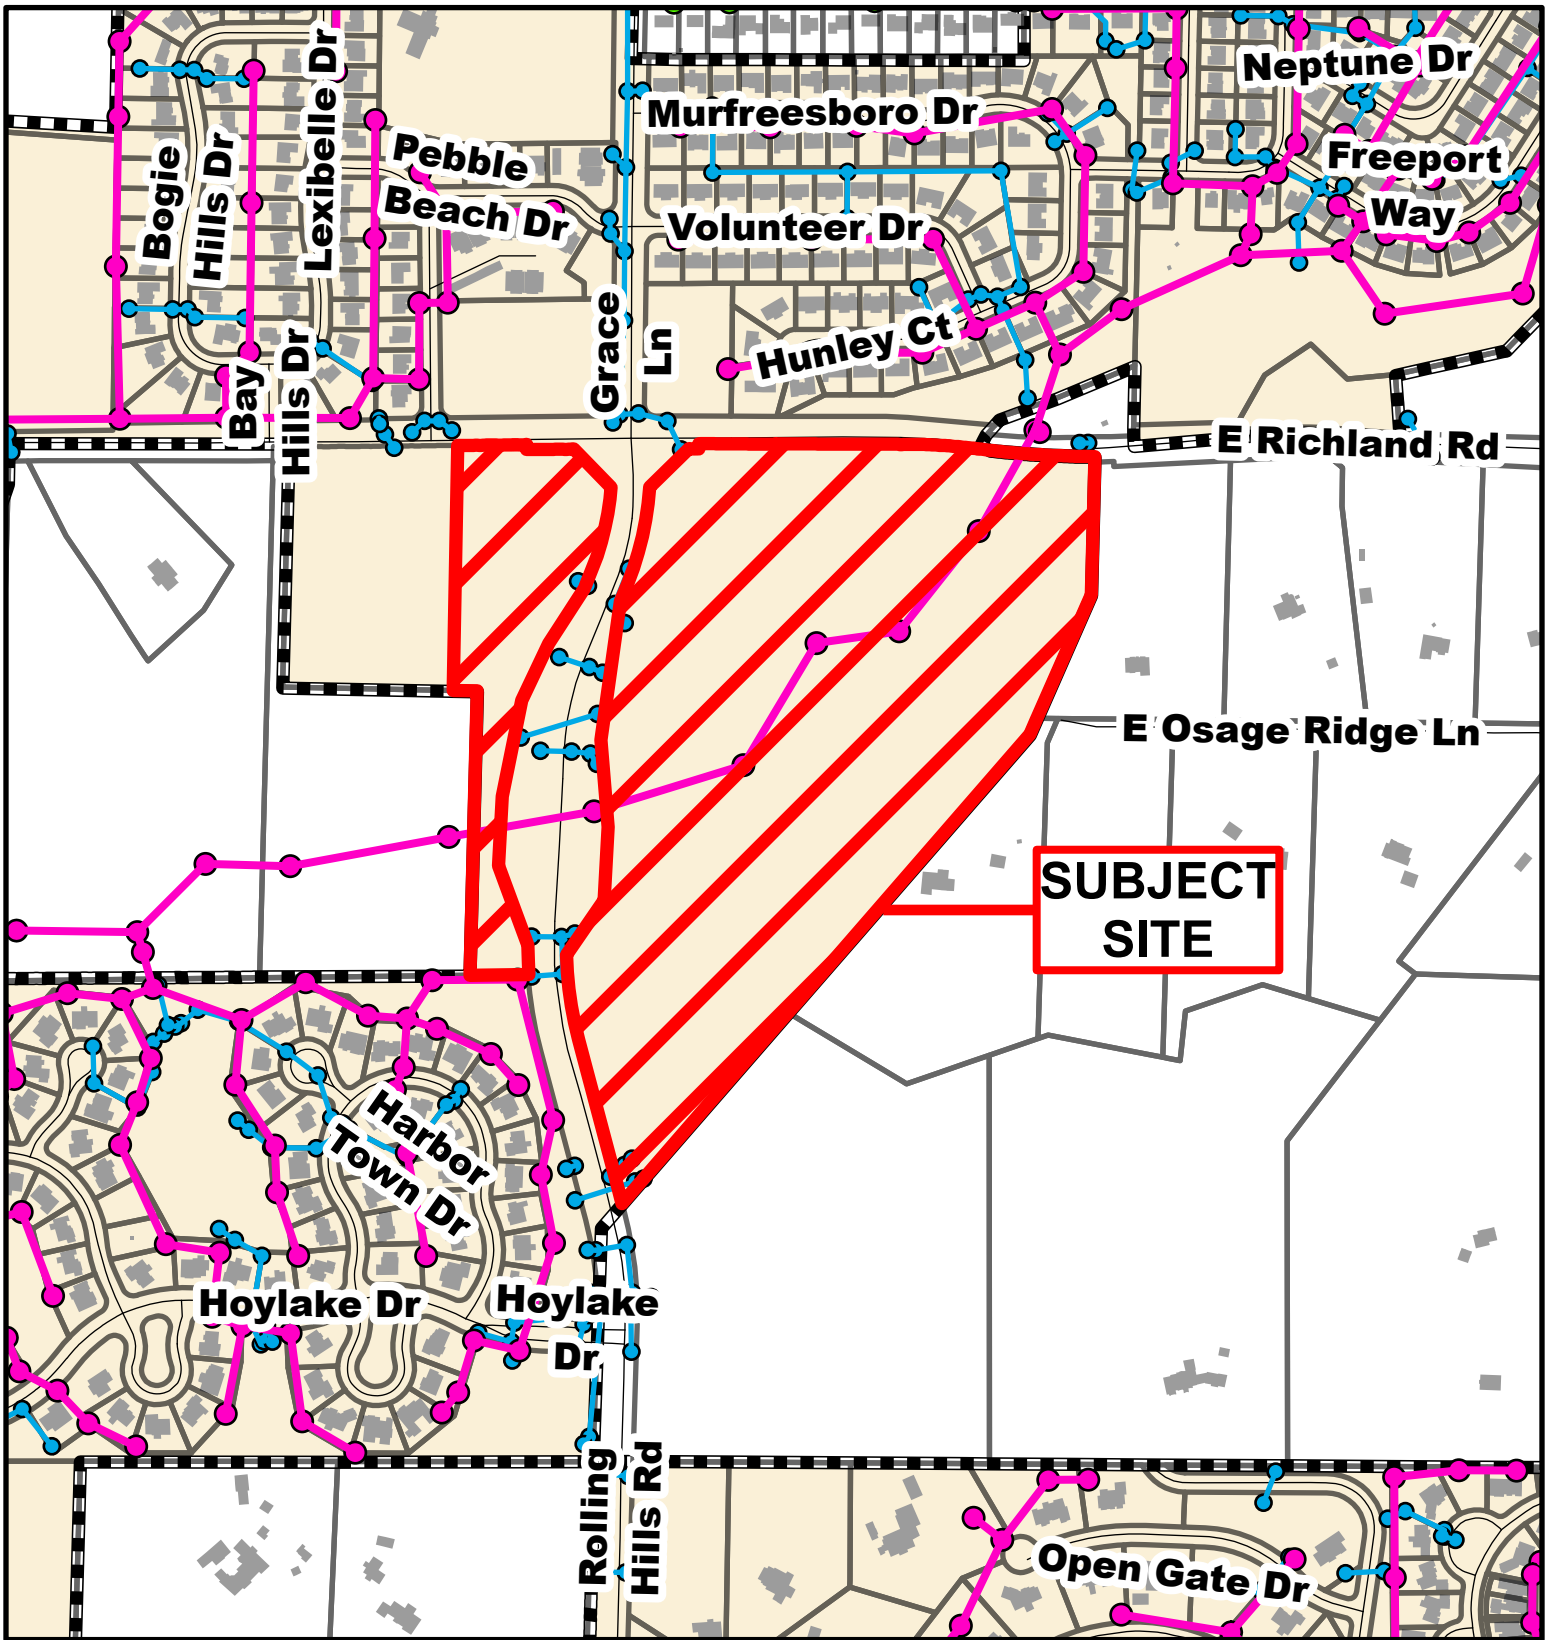 Neptune Dr
Murfreesboro Dr
Freeport
Way
Pebble
Beach Dr
Lexibelle Dr
Bogie
Hills Dr
Volunteer Dr
Grace
Ln
Hunley Ct
Bay
Hills Dr
E Richland Rd
E Osage Ridge Ln
SUBJECT
SITE
Harbor
Town Dr
Hoylake Dr
Hoylake
Dr
Rolling
Hills Rd
Open Gate Dr